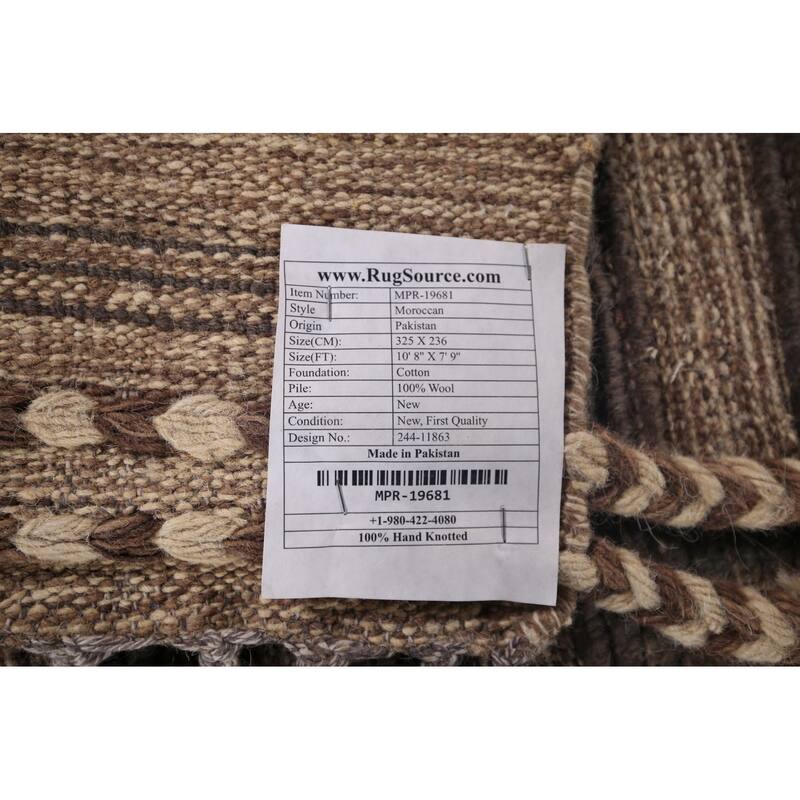 www.RugSource.com
Item Number: MPR-19681
Style Moroccan
Origin Pakistan
Size(CM): 325 X 236
Size(FT): 10' 8" X 7' 9"
Foundation: Cotton
Pile: 100% Wool
Age: New
Condition: New, First Quality
Design No.: 244-11863
Made in Pakistan
MPR-19681
+1-980-422-4080
100% Hand Knotted